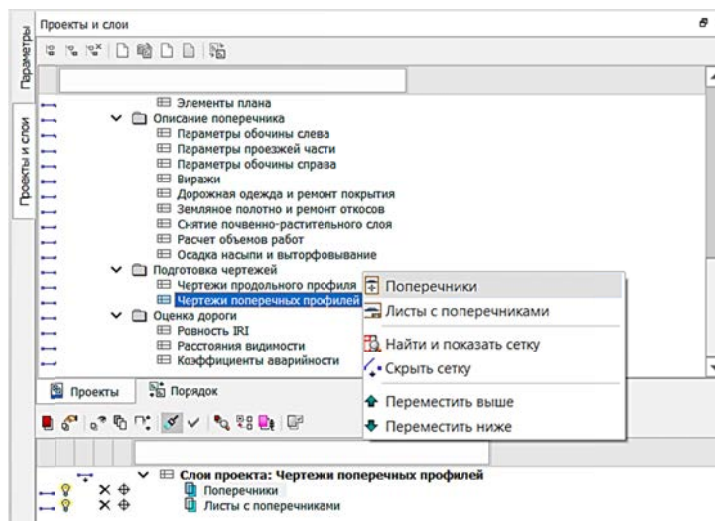 Проекты и слои
Параметры
Проекты и слои
Элементы плана
Описание поперечника
Параметры обочины слева
Параметры проезжей части
Параметры обочины справа
Виражи
Дорожная одежда и ремонт покрытия
Земляное полотно и ремонт откосов
Снятие почвенно-растительного слоя
Расчет объемов работ
Осадка насыпи и выторфовывание
Подготовка чертежей
Чертежи продольного профиля
Чертежи поперечных профилей
Оценка дороги
Ровность IRI
Расстояния видимости
Коэффициенты аварийности
Поперечники
Листы с поперечниками
Найти и показать сетку
Скрыть сетку
Переместить выше
Переместить ниже
Проекты
Порядок
Слои проекта: Чертежи поперечных профилей
Поперечники
Листы с поперечниками